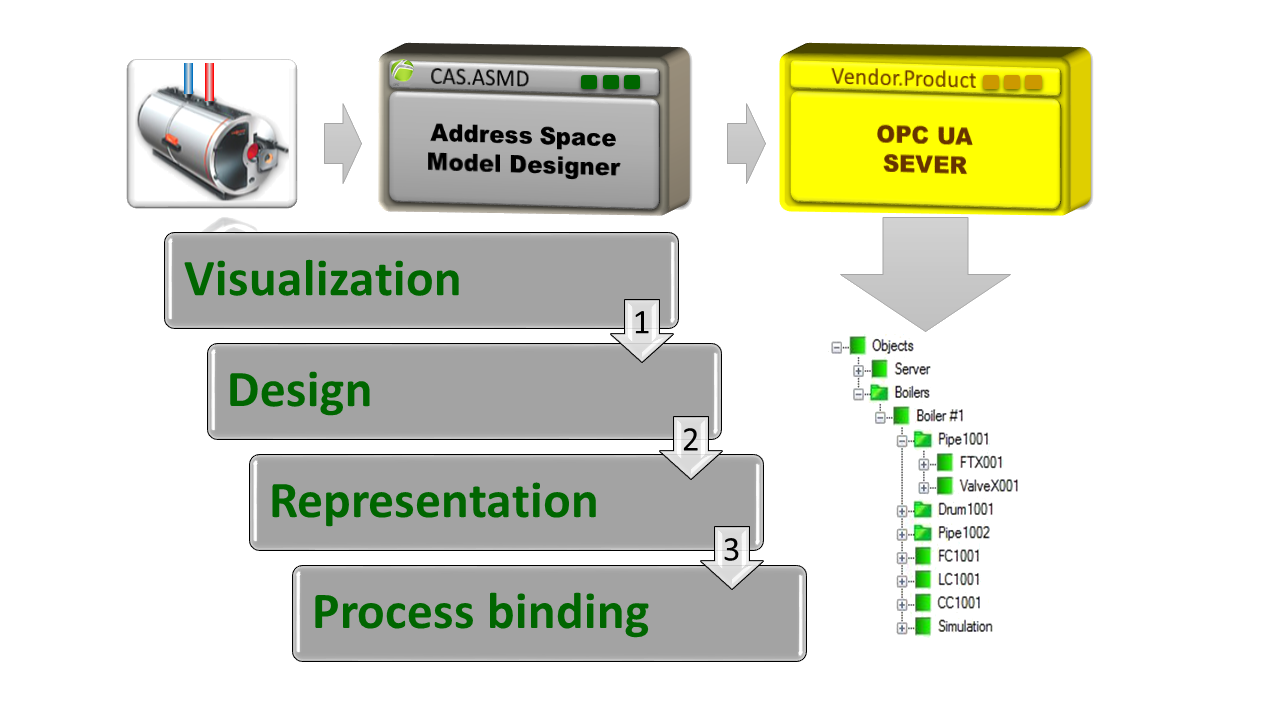 CAS.ASMD
Address Space
Model Designer
Vendor.Product
OPC UA
SEVER
Visualization
1
Design
2
Representation
3
Process binding
Objects
Server
Boilers
Boiler #1
Pipe1001
FTX001
ValveX001
Drum1001
Pipe1002
FC1001
LC1001
CC1001
Simulation